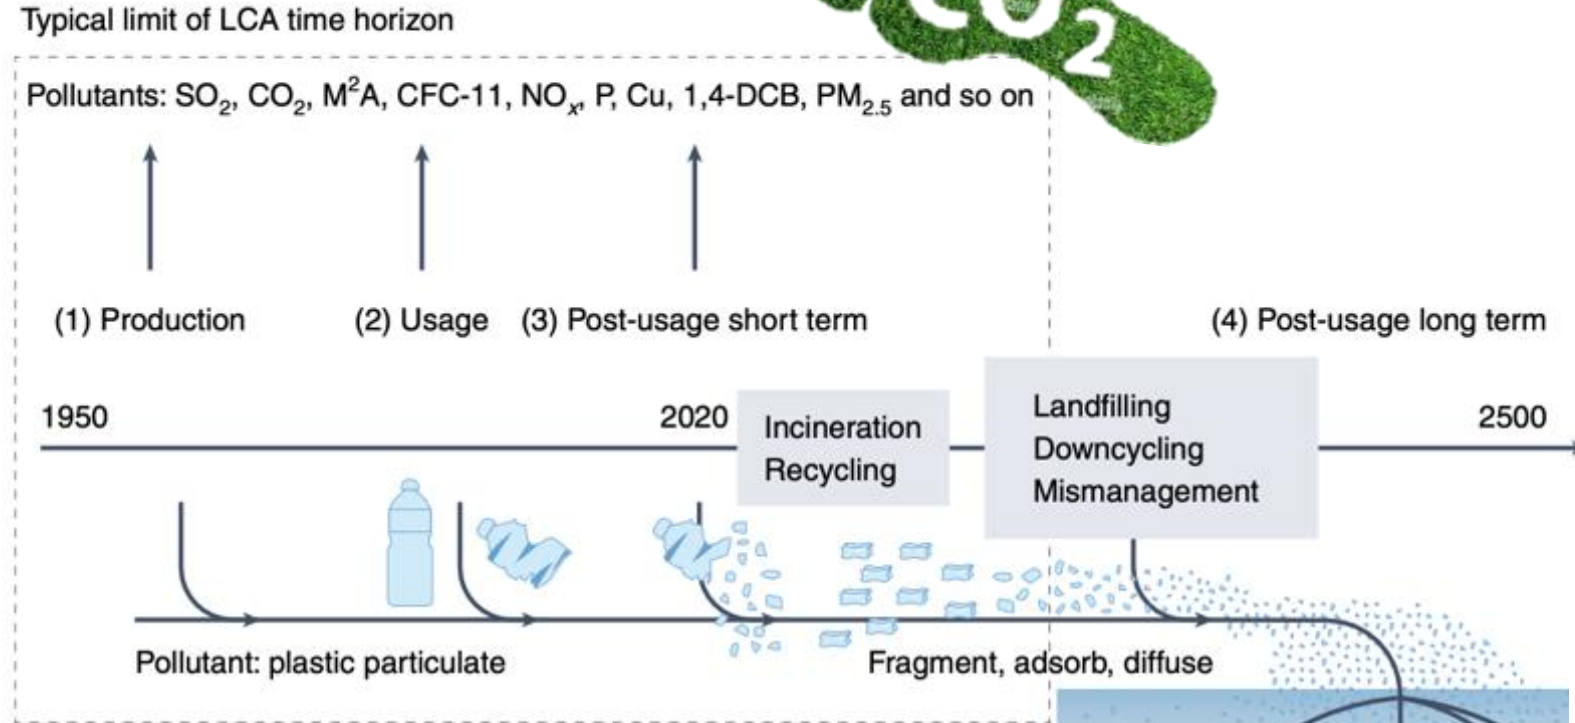 Typical limit of LCA time horizon
CO₂
Pollutants: SO₂, CO₂, M²A, CFC-11, NOₓ, P, Cu, 1,4-DCB, PM₂.₅ and so on
(1) Production
(2) Usage
(3) Post-usage short term
(4) Post-usage long term
1950
2020
2500
Incineration
Recycling
Landfilling
Downcycling
Mismanagement
Pollutant: plastic particulate
Fragment, adsorb, diffuse